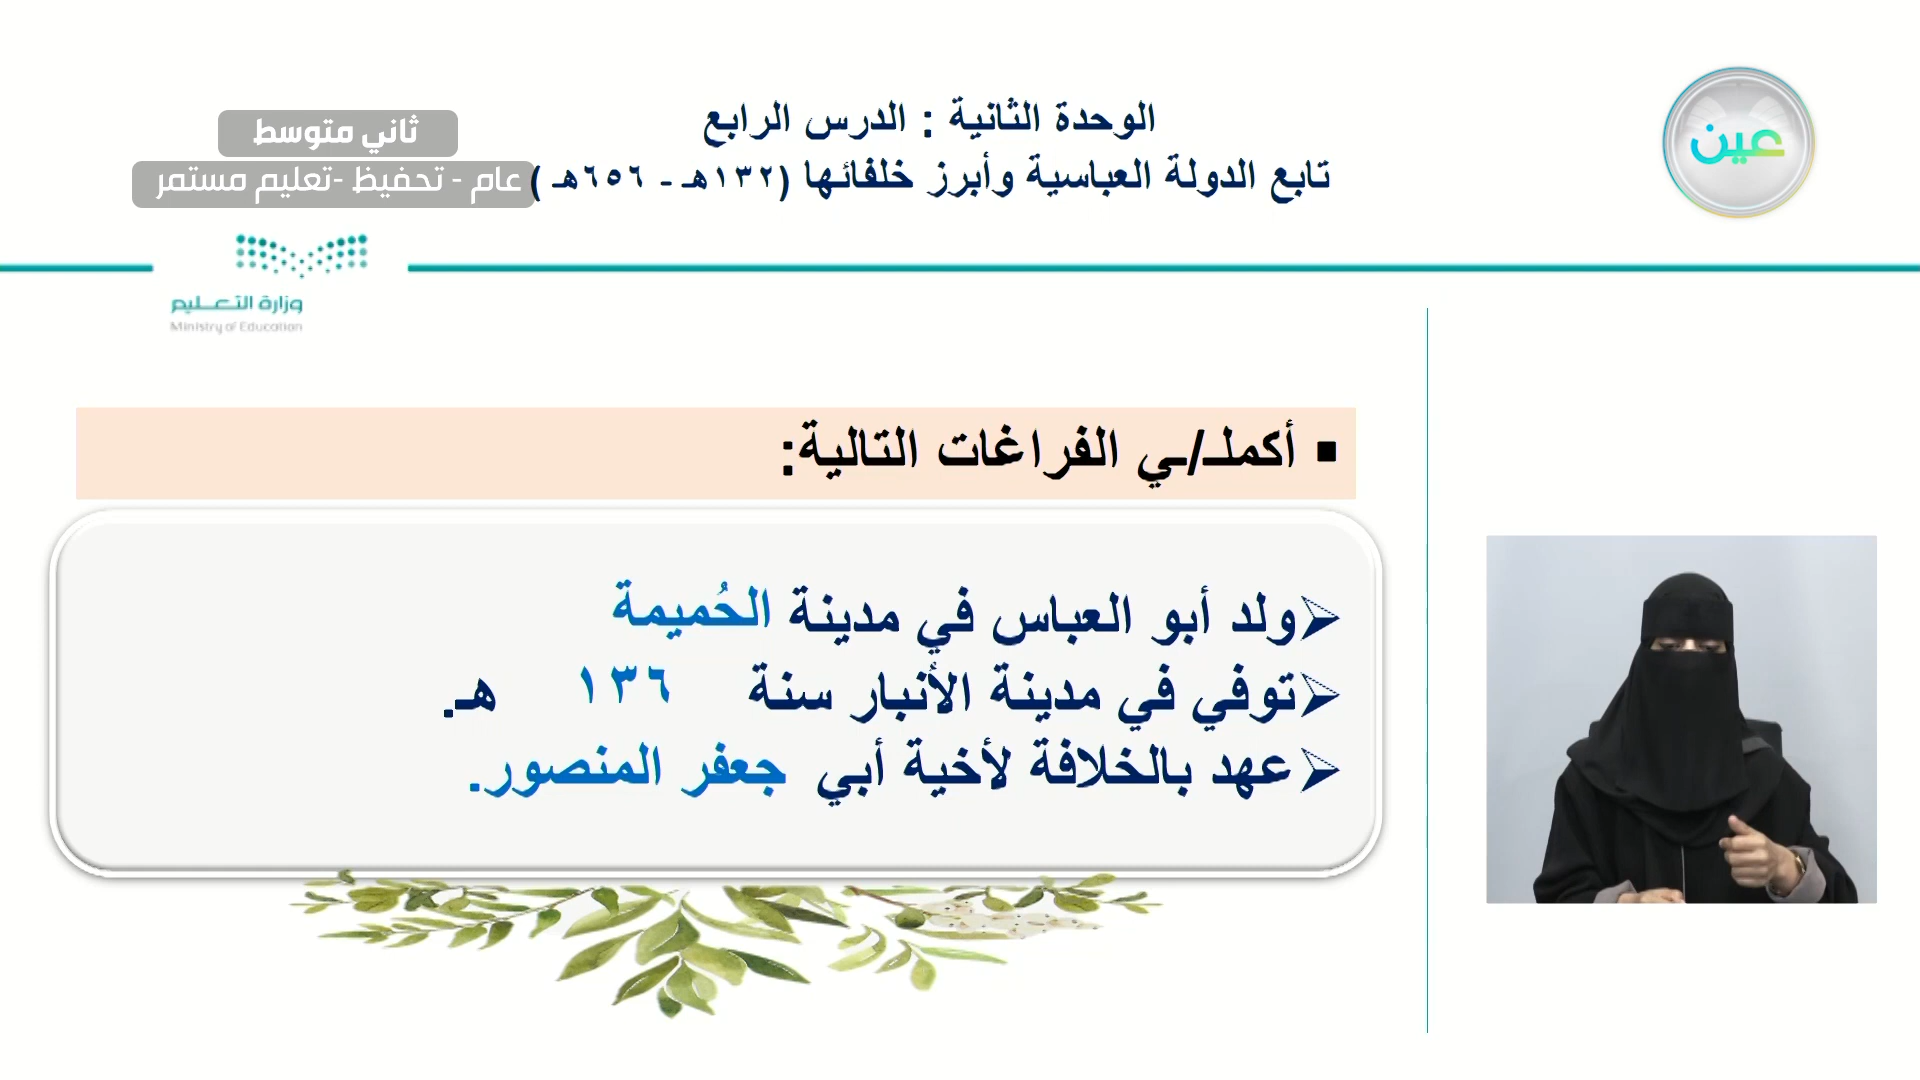 الوحدة الثانية : الدرس الرابع
تابع الدولة العباسية وأبرز خلفائها (١٣٢هـ - ٦٥٦هـ )
ثاني متوسط
عام - تحفيظ -تعليم مستمر
عين
وزارة التعـــليم
Ministry of Education
▪ أكملـ/ـي الفراغات التالية:
ولد أبو العباس في مدينة الحُميمة
توفي في مدينة الأنبار سنة ١٣٦ هـ.
عهد بالخلافة لأخية أبي جعفر المنصور.